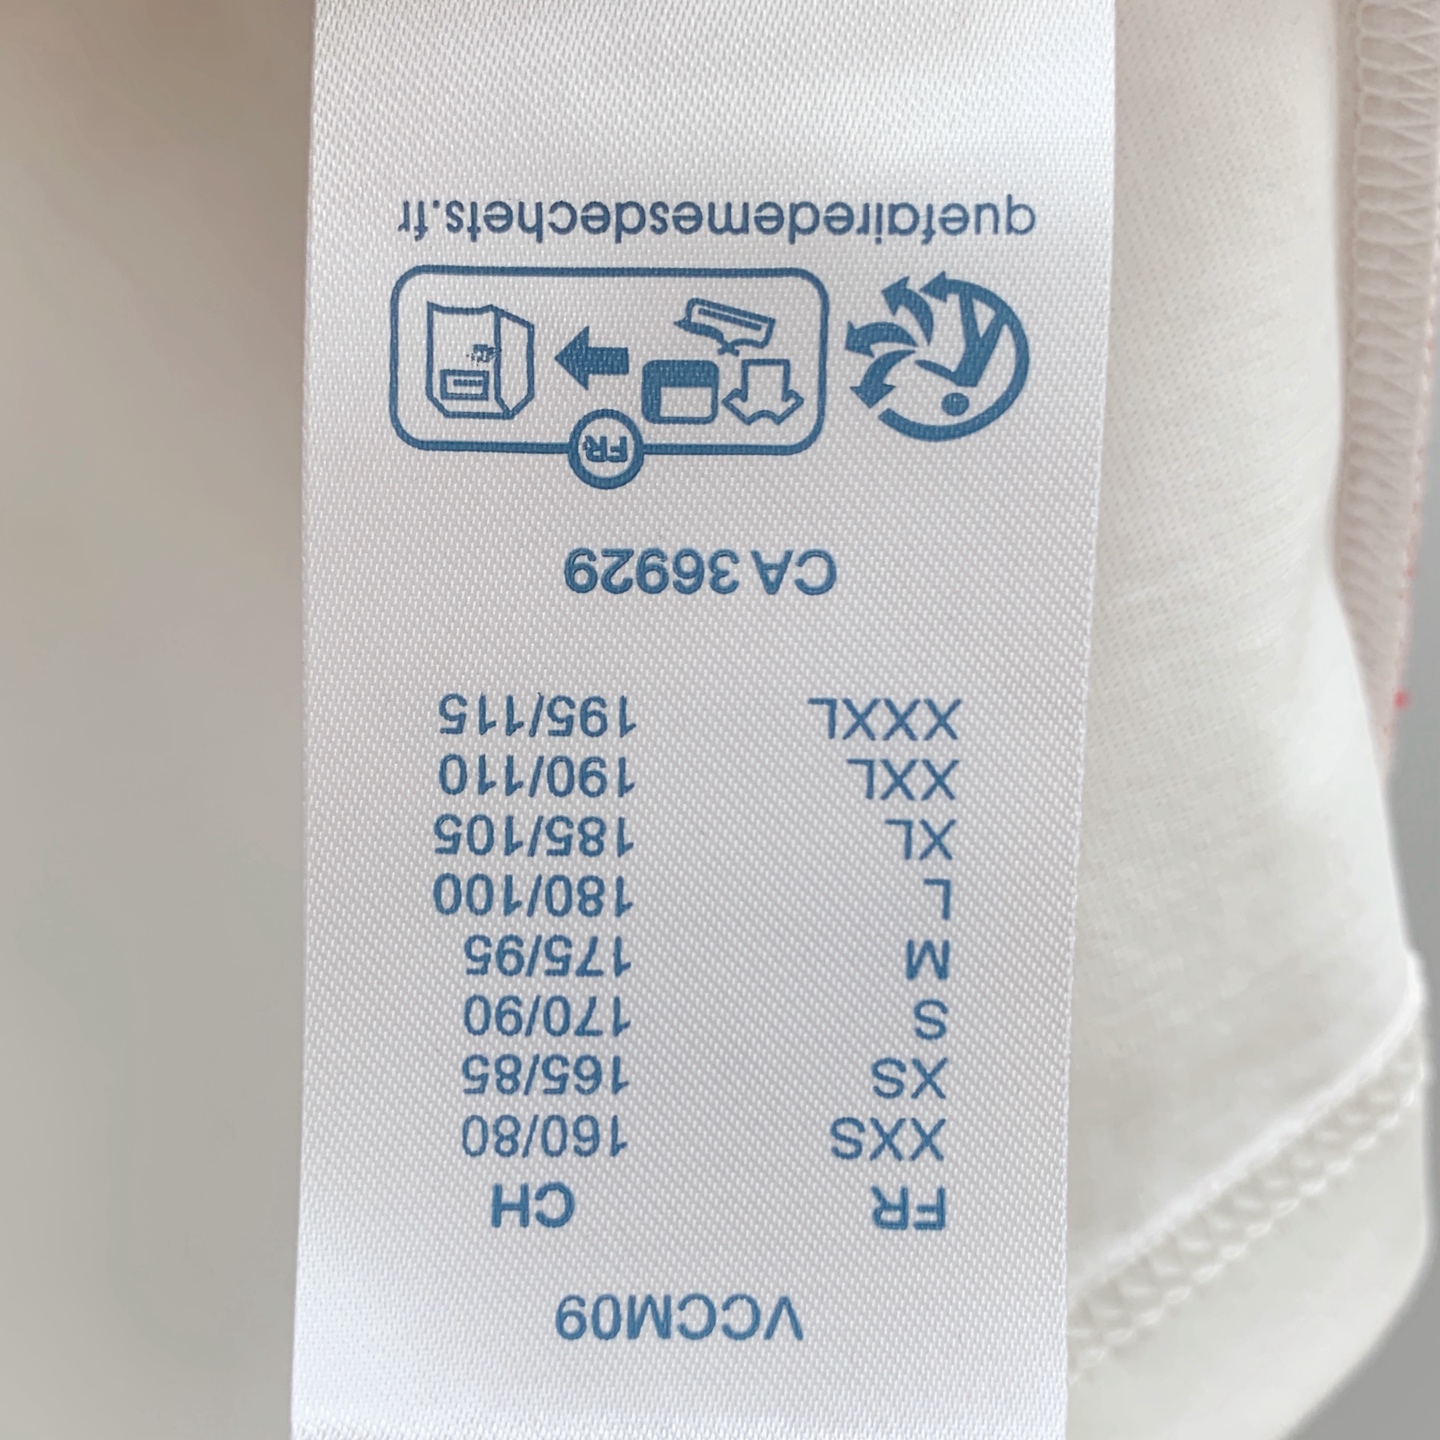 VCCM09
FR CH
XXS 160/80
XS 165/85
S 170/90
M 175/95
L 180/100
XL 185/105
XXL 190/110
XXXL 195/115
CA 36929
FR
quefairedemesdechets.fr